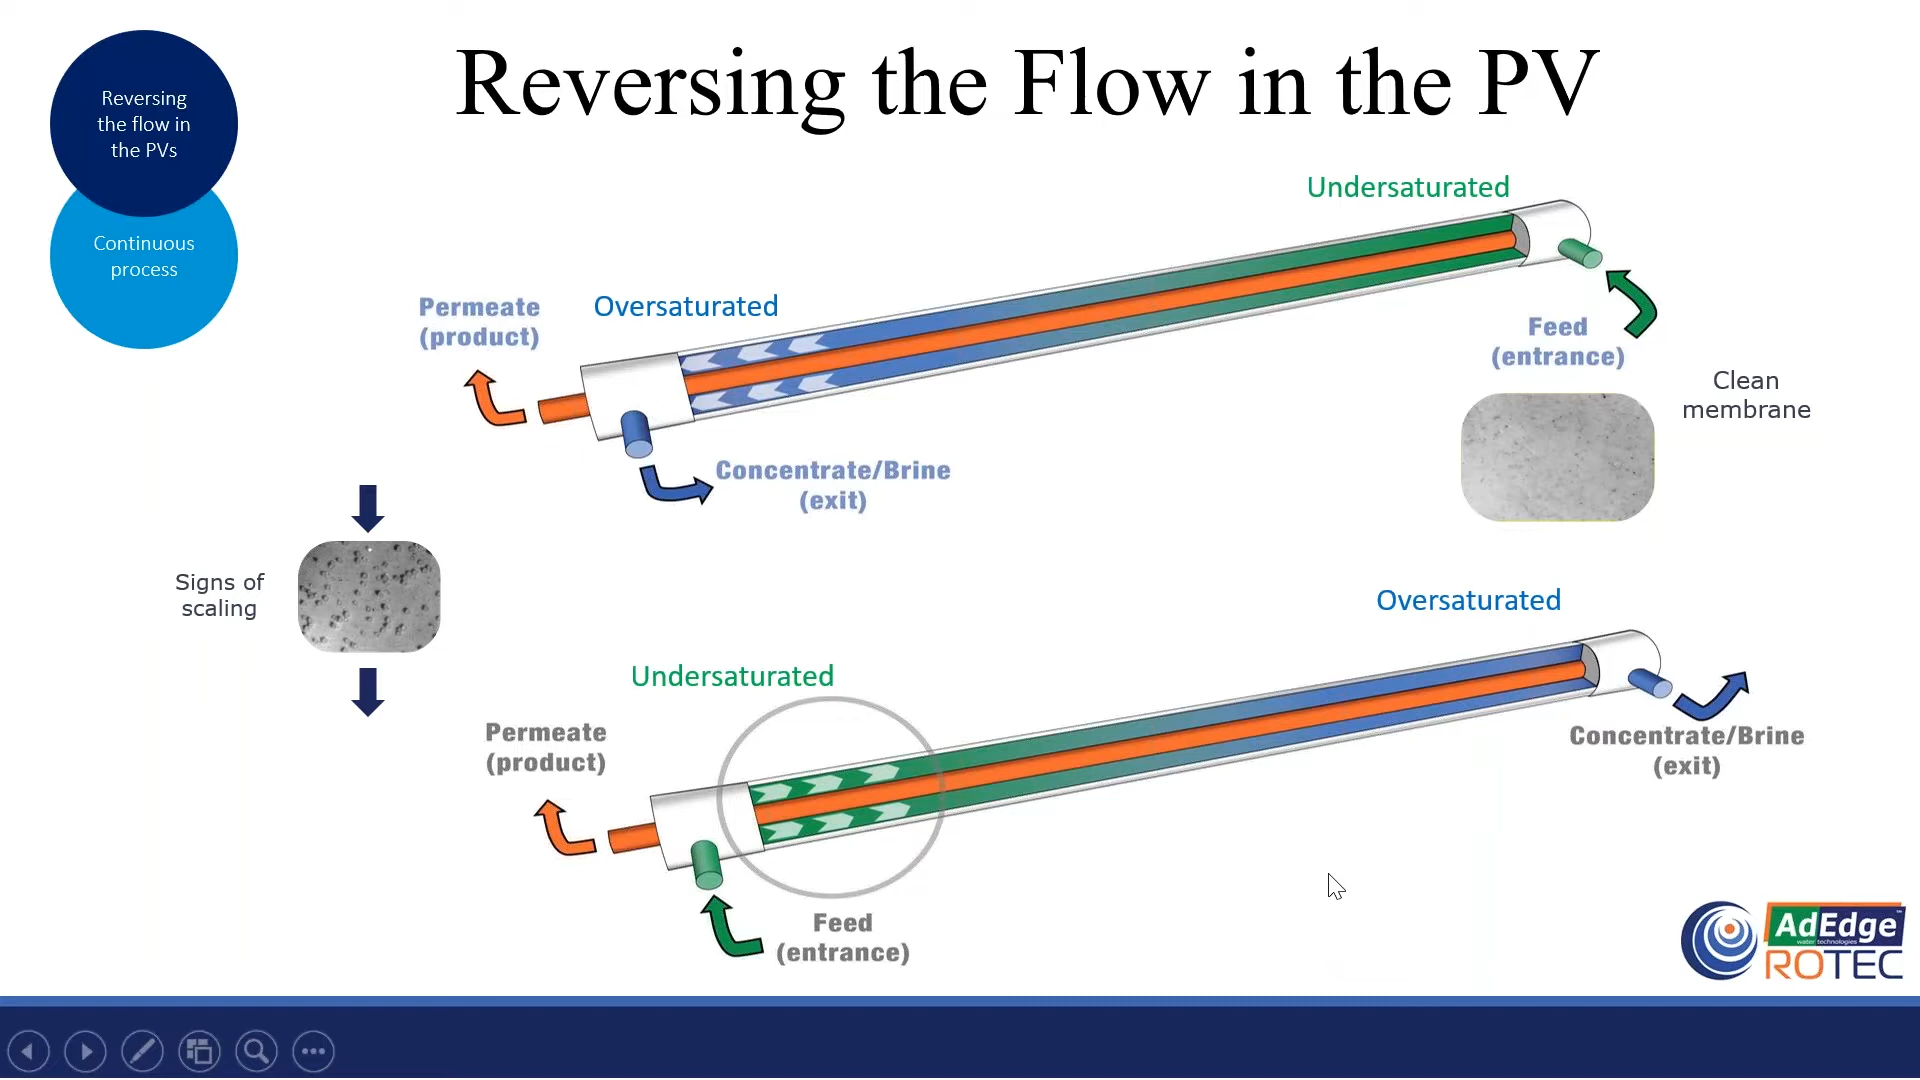 Reversing the Flow in the PV
Reversing
the flow in
the PVs
Continuous
process
Undersaturated
Oversaturated
Permeate
(product)
Feed
(entrance)
Clean
membrane
Concentrate/Brine
(exit)
Signs of
scaling
Oversaturated
Undersaturated
Permeate
(product)
Concentrate/Brine
(exit)
Feed
(entrance)
AdEdge
water technologies
ROTEC